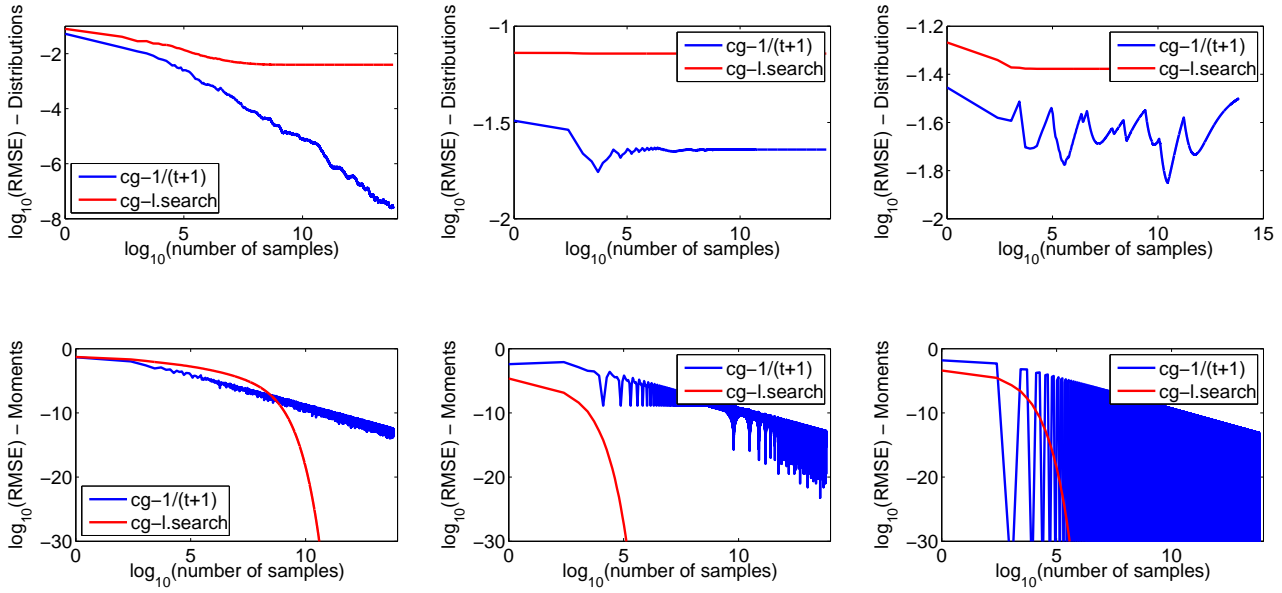 log₁₀(RMSE) − Distributions
−2
−4
−6
−8
0
5
10
log₁₀(number of samples)
cg−1/(t+1)
cg−l.search
log₁₀(RMSE) − Distributions
−1
−1.5
−2
0
5
10
log₁₀(number of samples)
cg−1/(t+1)
cg−l.search
log₁₀(RMSE) − Distributions
−1.2
−1.4
−1.6
−1.8
−2
0
5
10
15
log₁₀(number of samples)
cg−1/(t+1)
cg−l.search
log₁₀(RMSE) − Moments
0
−10
−20
−30
0
5
10
log₁₀(number of samples)
cg−1/(t+1)
cg−l.search
log₁₀(RMSE) − Moments
0
−10
−20
−30
0
5
10
log₁₀(number of samples)
cg−1/(t+1)
cg−l.search
log₁₀(RMSE) − Moments
0
−10
−20
−30
0
5
10
log₁₀(number of samples)
cg−1/(t+1)
cg−l.search